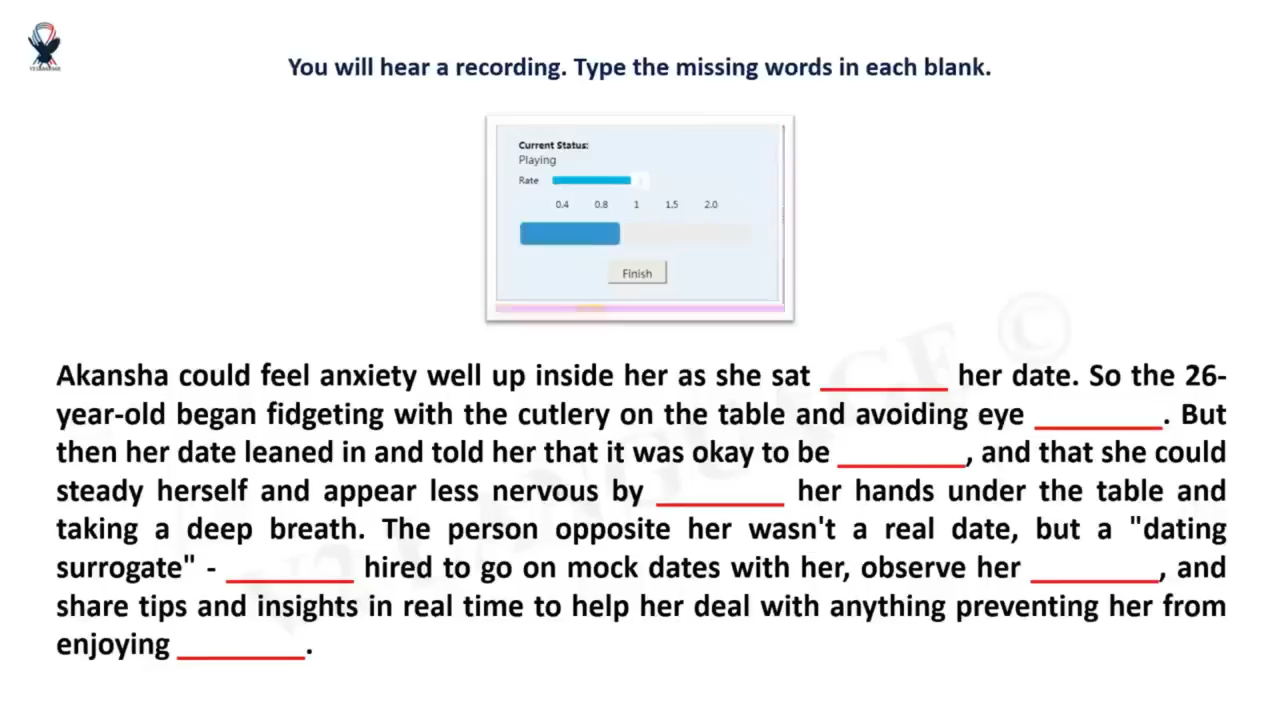 You will hear a recording. Type the missing words in each blank.
Current Status:
Playing
Rate
0.4 0.8 1 1.5 2.0
Finish
Akansha could feel anxiety well up inside her as she sat _________ her date. So the 26-
year-old began fidgeting with the cutlery on the table and avoiding eye _________. But
then her date leaned in and told her that it was okay to be _________, and that she could
steady herself and appear less nervous by _________ her hands under the table and
taking a deep breath. The person opposite her wasn't a real date, but a "dating
surrogate" - _________ hired to go on mock dates with her, observe her _________, and
share tips and insights in real time to help her deal with anything preventing her from
enjoying _________.